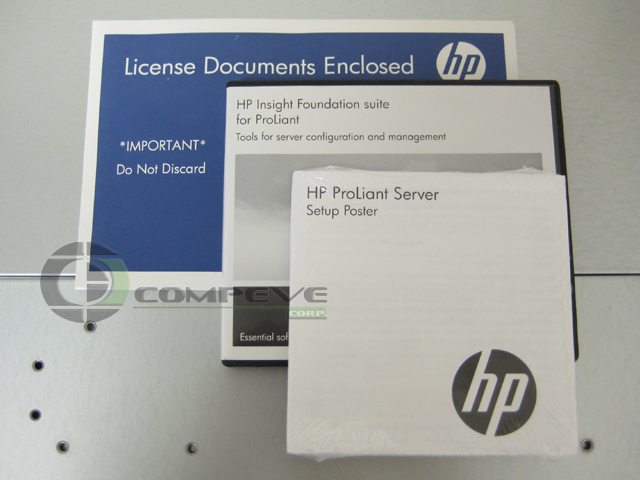 License Documents Enclosed
hp
*IMPORTANT*
Do Not Discard
HP Insight Foundation suite
for ProLiant
Tools for server configuration and management
Essential sof
HP ProLiant Server
Setup Poster
hp
COMPEVE
CORP.